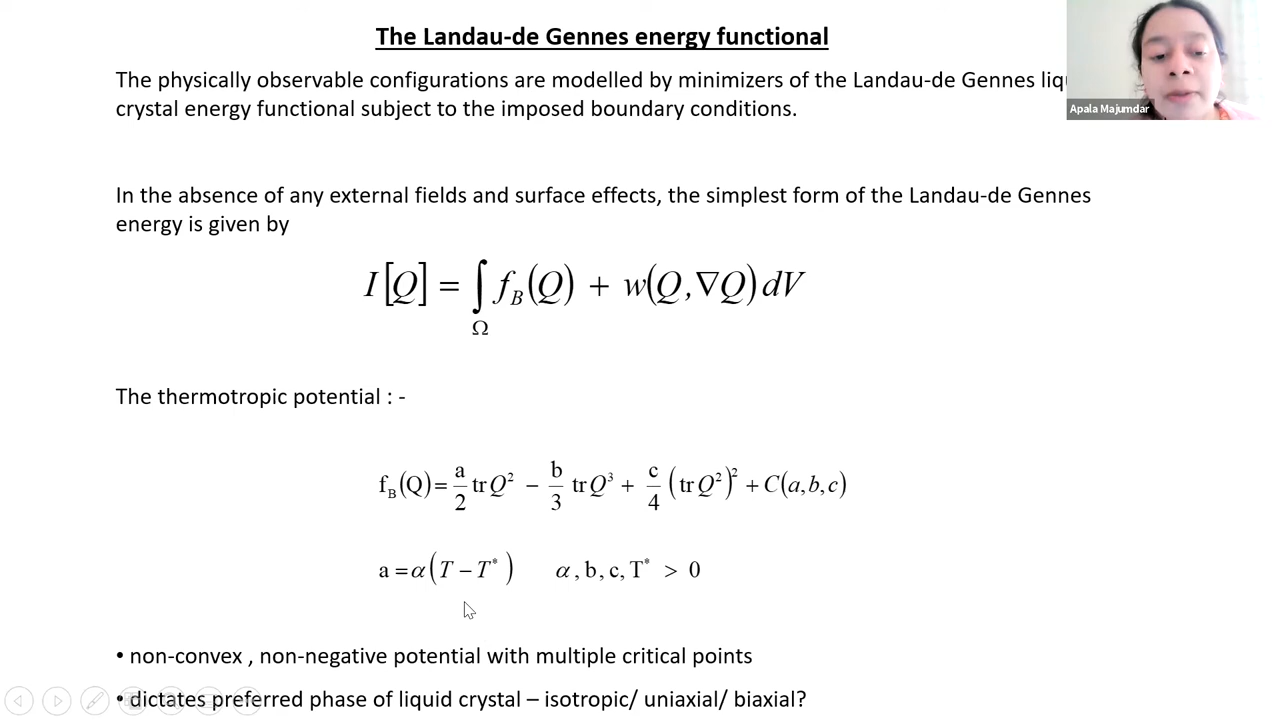 The Landau-de Gennes energy functional
The physically observable configurations are modelled by minimizers of the Landau-de Gennes
crystal energy functional subject to the imposed boundary conditions.
Apala Majumdar
In the absence of any external fields and surface effects, the simplest form of the Landau-de Gennes
energy is given by
I[Q] = ∫_Ω f_B(Q) + w(Q,∇Q) dV
The thermotropic potential : -
f_B(Q) = a/2 tr Q² − b/3 tr Q³ + c/4 (tr Q²)² + C(a,b,c)
a = α(T − T*) α, b, c, T* > 0
• non-convex , non-negative potential with multiple critical points
• dictates preferred phase of liquid crystal – isotropic/ uniaxial/ biaxial?